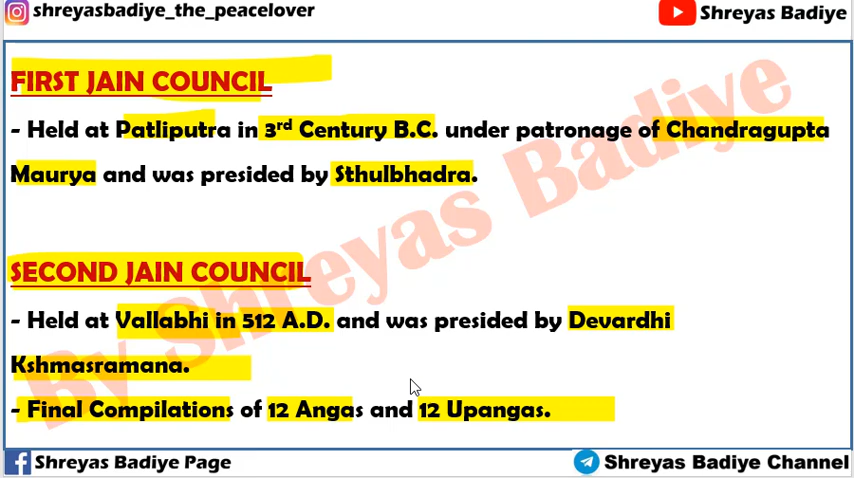 shreyasbadiye_the_peacelover
Shreyas Badiye
FIRST JAIN COUNCIL
- Held at Patliputra in 3rd Century B.C. under patronage of Chandragupta
Maurya and was presided by Sthulbhadra.
SECOND JAIN COUNCIL
- Held at Vallabhi in 512 A.D. and was presided by Devardhi
Kshmasramana.
- Final Compilations of 12 Angas and 12 Upangas.
By Shreyas Badiye
Shreyas Badiye Page
Shreyas Badiye Channel